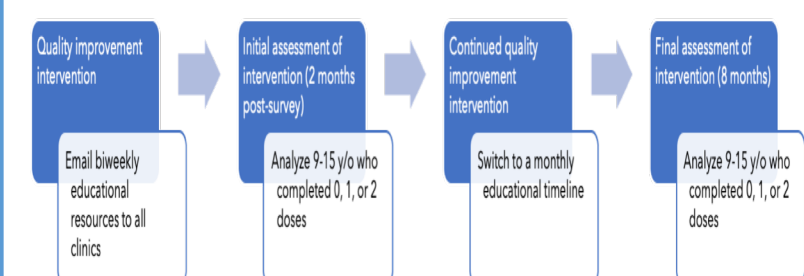 Quality improvement
intervention
Email biweekly
educational
resources to all
clinics
Initial assessment of
intervention (2 months
post-survey)
Analyze 9-15 y/o who
completed 0, 1, or 2
doses
Continued quality
improvement
intervention
Switch to a monthly
educational timeline
Final assessment of
intervention (8 months)
Analyze 9-15 y/o who
completed 0, 1, or 2
doses